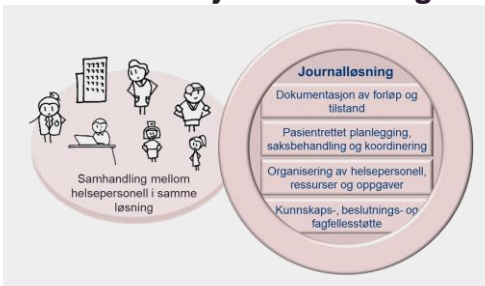 Samhandling mellom
helsepersonell i samme
løsning
Journalløsning
Dokumentasjon av forløp og
tilstand
Pasientrettet planlegging,
saksbehandling og koordinering
Organisering av helsepersonell,
ressurser og oppgaver
Kunnskaps-, beslutnings- og
fagfellesstøtte